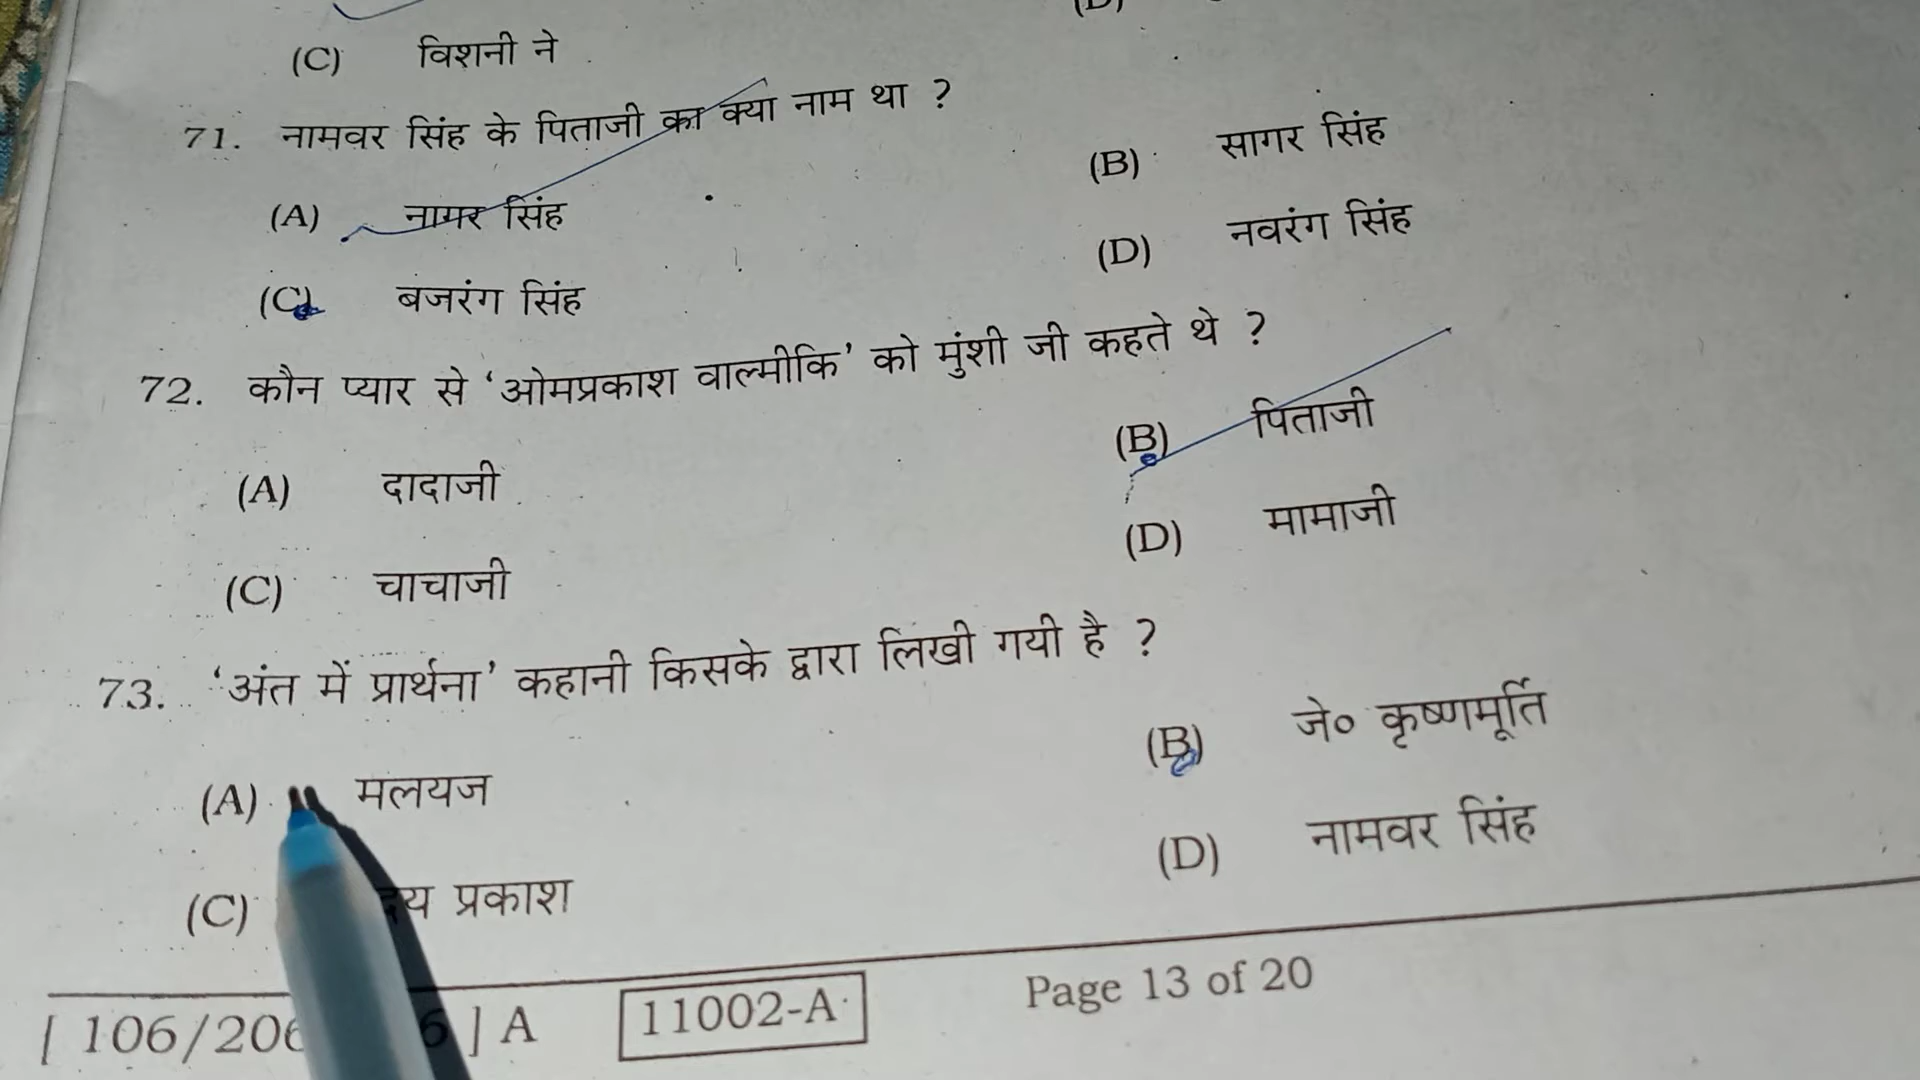 (C) विशनी ने
71. नामवर सिंह के पिताजी का क्या नाम था ?
(A) नागर सिंह
(B) सागर सिंह
(C) बजरंग सिंह
(D) नवरंग सिंह
72. कौन प्यार से ‘ओमप्रकाश वाल्मीकि’ को मुंशी जी कहते थे ?
(A) दादाजी
(B) पिताजी
(C) चाचाजी
(D) मामाजी
73. ‘अंत में प्रार्थना’ कहानी किसके द्वारा लिखी गयी है ?
(A) मलयज
(B) जे० कृष्णमूर्ति
(C) प्रकाश
(D) नामवर सिंह
[ 106/206 ] A 11002-A Page 13 of 20